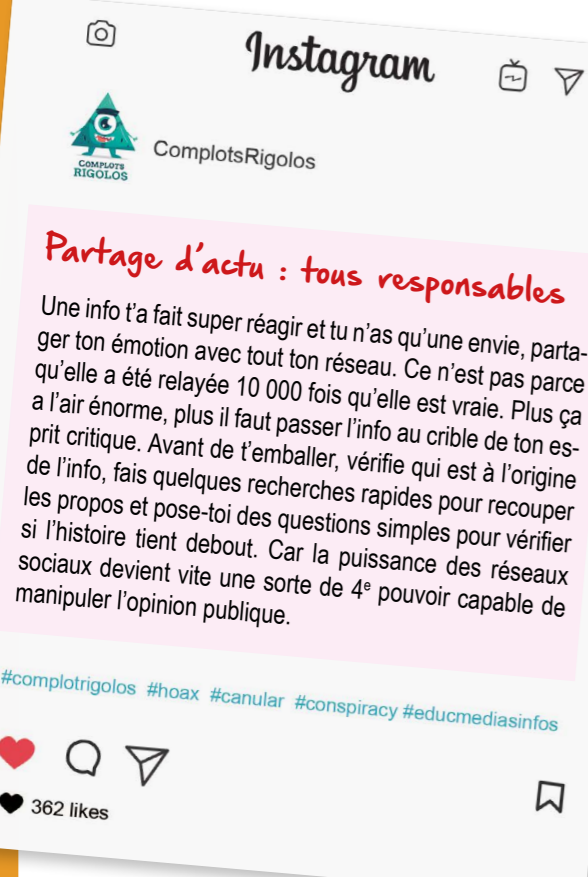 Instagram
COMPLOTS
RIGOLOS
ComplotsRigolos
Partage d'actu : tous responsables
Une info t'a fait super réagir et tu n'as qu'une envie, parta-
ger ton émotion avec tout ton réseau. Ce n'est pas parce
qu'elle a été relayée 10 000 fois qu'elle est vraie. Plus ça
a l'air énorme, plus il faut passer l'info au crible de ton es-
prit critique. Avant de t'emballer, vérifie qui est à l'origine
de l'info, fais quelques recherches rapides pour recouper
les propos et pose-toi des questions simples pour vérifier
si l'histoire tient debout. Car la puissance des réseaux
sociaux devient vite une sorte de 4e pouvoir capable de
manipuler l'opinion publique.
#complotrigolos #hoax #canular #conspiracy #educmediasinfos
362 likes